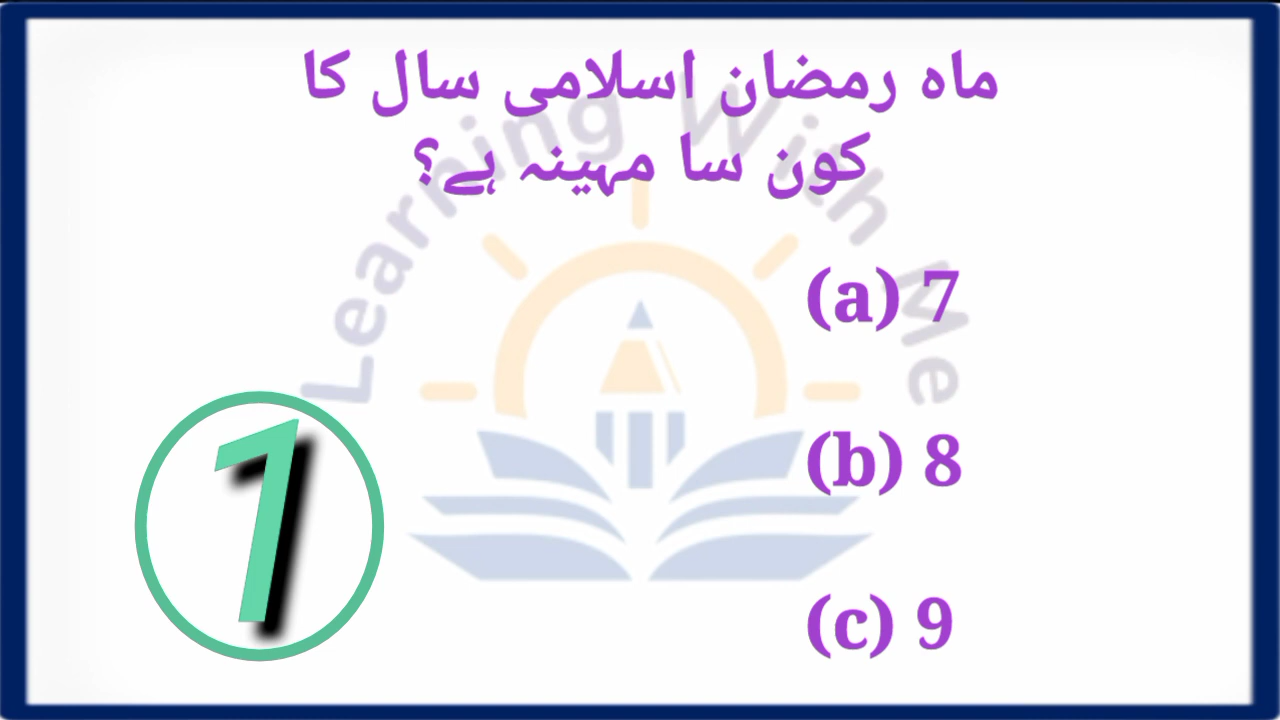 ماہ رمضان اسلامی سال کا
کون سا مہینہ ہے؟
Learning With Me
(a) 7
(b) 8
1
(c) 9